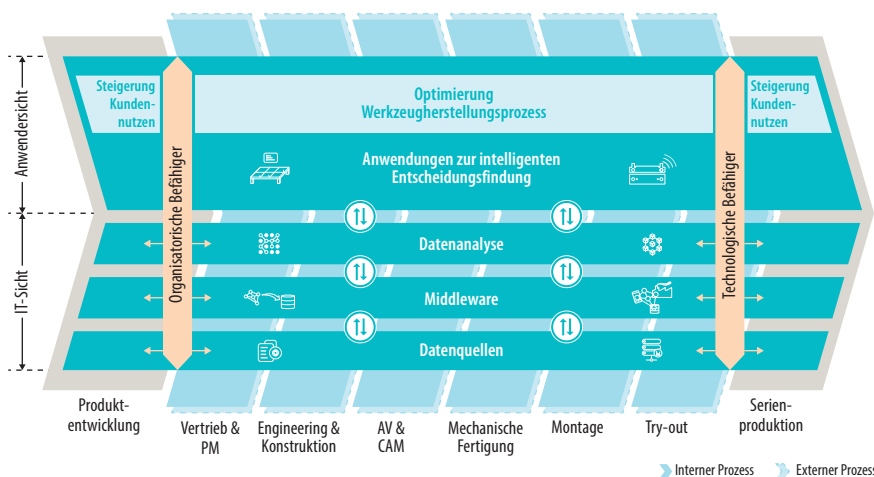 Anwendersicht
IT-Sicht
Steigerung
Kunden-
nutzen
Organisatorische Befähiger
Optimierung
Werkzeugherstellungsprozess
Anwendungen zur intelligenten
Entscheidungsfindung
Technologische Befähiger
Steigerung
Kunden-
nutzen
Datenanalyse
Middleware
Datenquellen
Produkt-
entwicklung
Vertrieb &
PM
Engineering &
Konstruktion
AV &
CAM
Mechanische
Fertigung
Montage
Try-out
Serien-
produktion
Interner Prozess
Externer Prozess